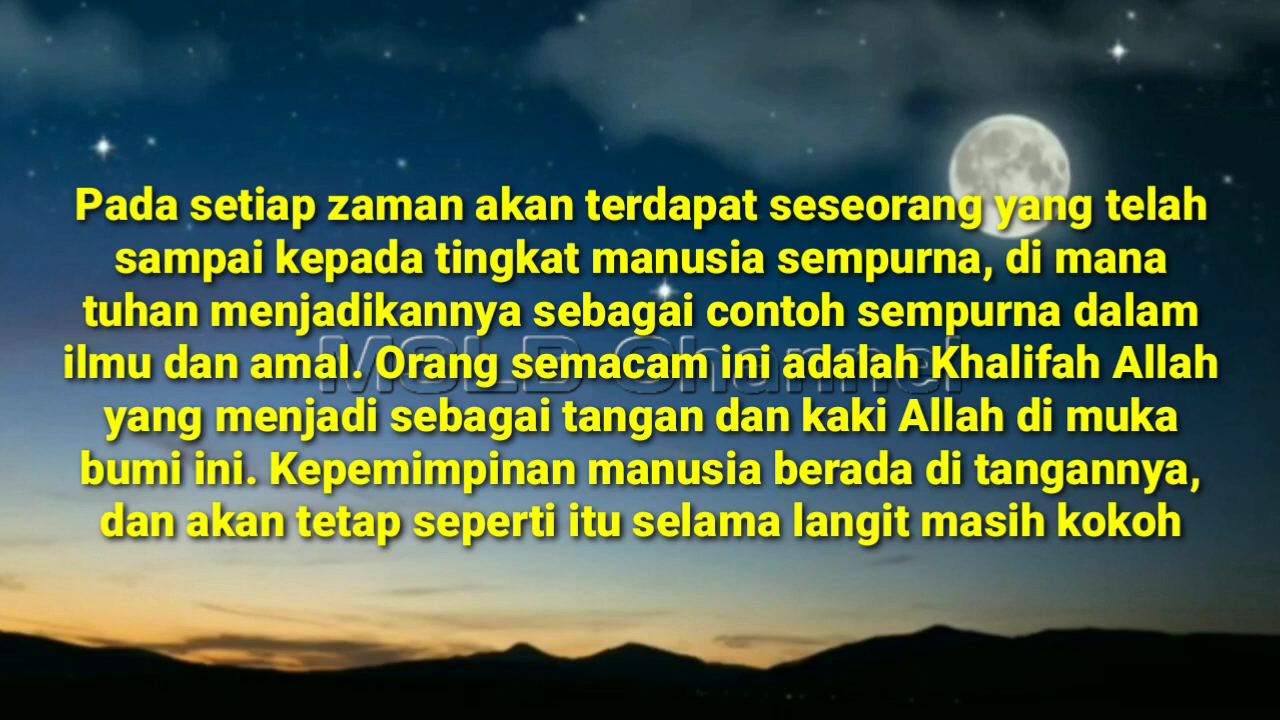 Pada setiap zaman akan terdapat seseorang yang telah
sampai kepada tingkat manusia sempurna, di mana
tuhan menjadikannya sebagai contoh sempurna dalam
ilmu dan amal. Orang semacam ini adalah Khalifah Allah
yang menjadi sebagai tangan dan kaki Allah di muka
bumi ini. Kepemimpinan manusia berada di tangannya,
dan akan tetap seperti itu selama langit masih kokoh
Channel